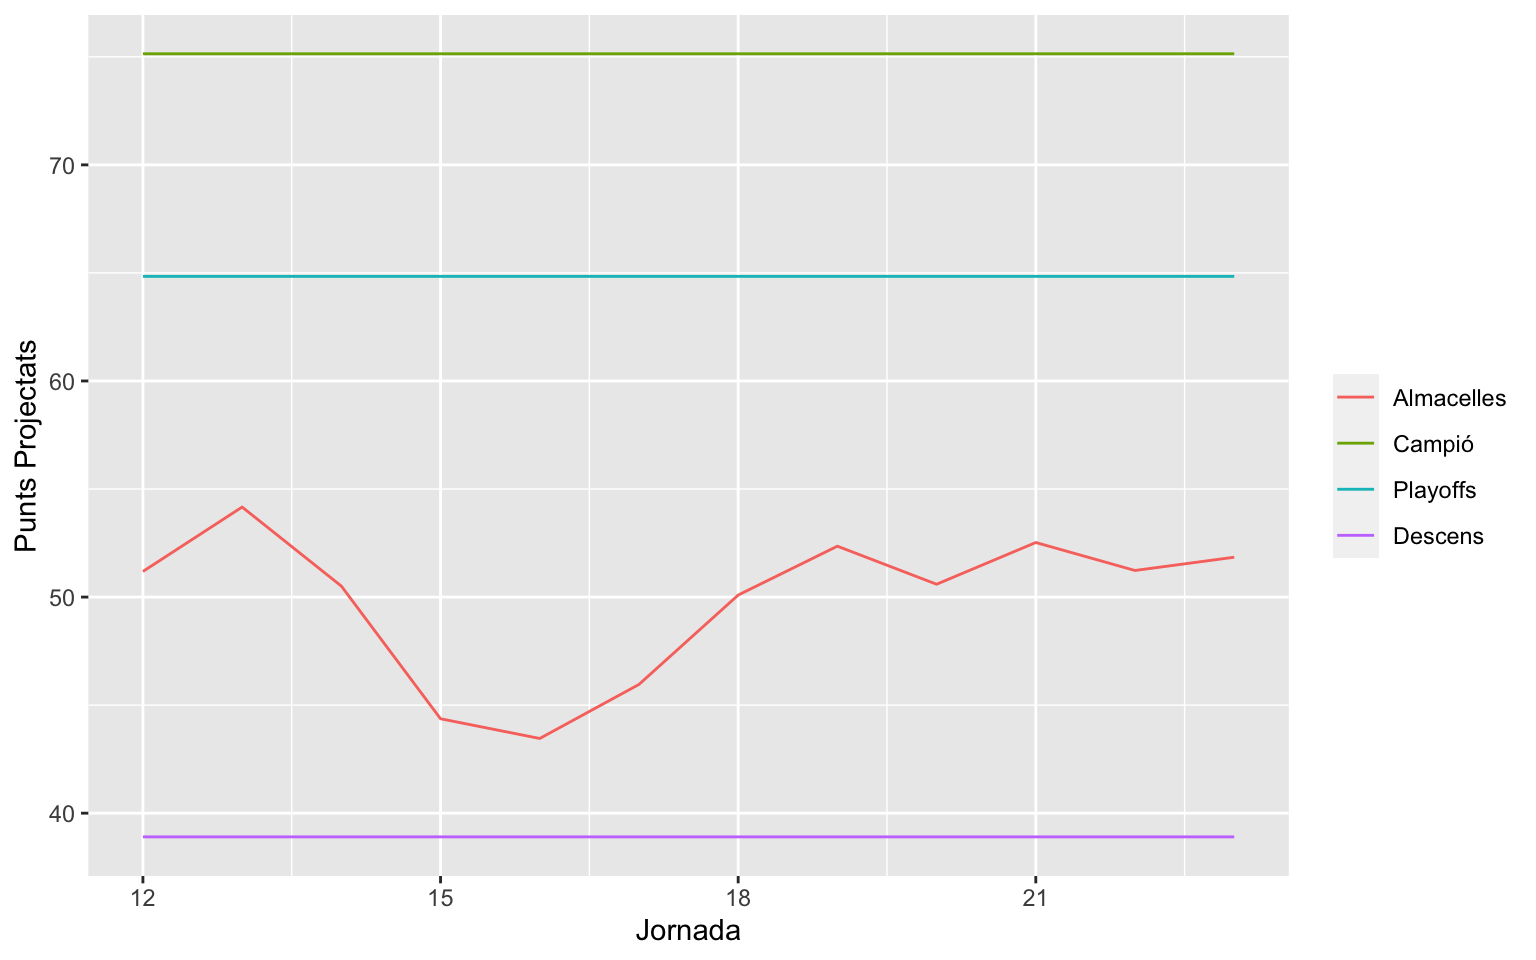 Punts Projectats
70
60
50
40
12 15 18 21
Jornada
Almacelles
Campió
Playoffs
Descens